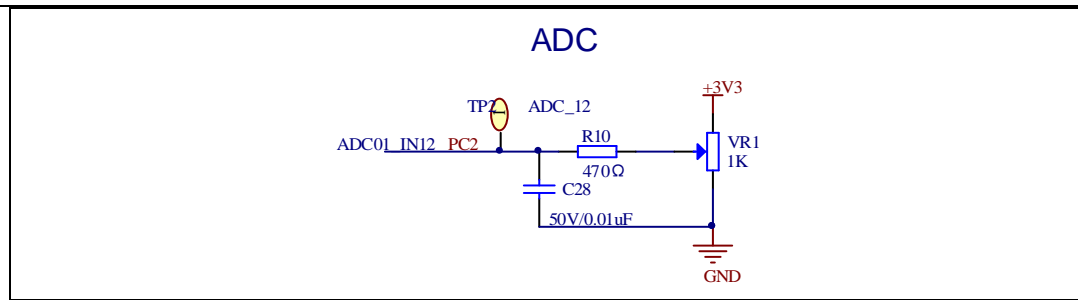 ADC
+3V3
TP2 ADC_12
ADC01_IN12 PC2
R10
VR1
1K
470Ω
C28
50V/0.01uF
GND